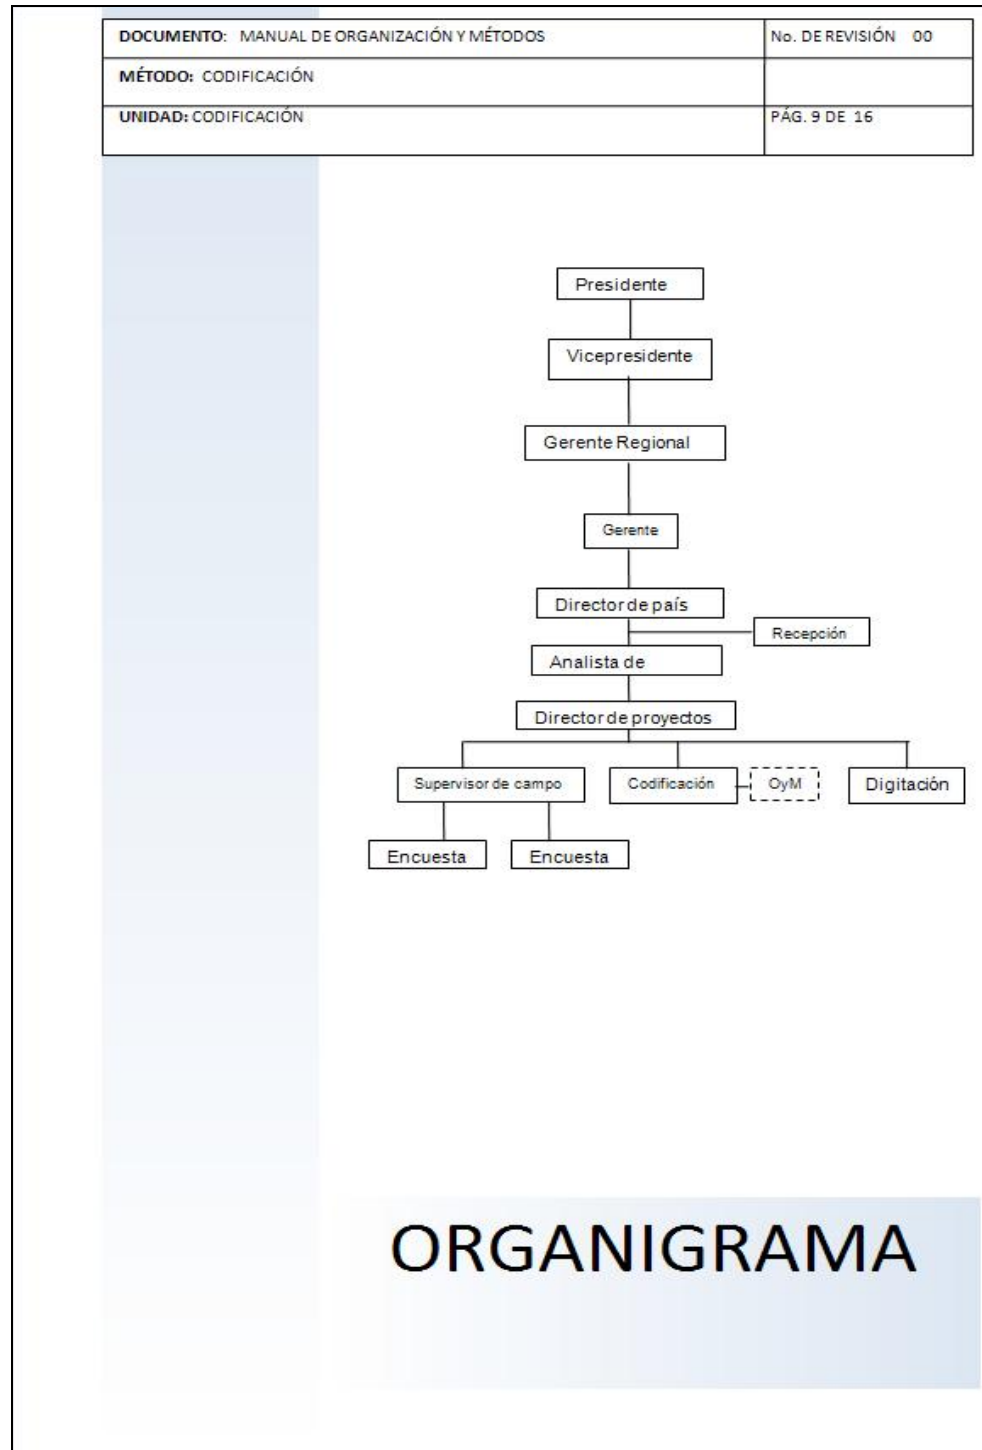 DOCUMENTO: MANUAL DE ORGANIZACIÓN Y MÉTODOS
No. DE REVISIÓN 00
MÉTODO: CODIFICACIÓN
UNIDAD: CODIFICACIÓN
PÁG. 9 DE 16
Presidente
Vicepresidente
Gerente Regional
Gerente
Director de país
Recepción
Analista de
Director de proyectos
Supervisor de campo
Codificación
OyM
Digitación
Encuesta
Encuesta
ORGANIGRAMA